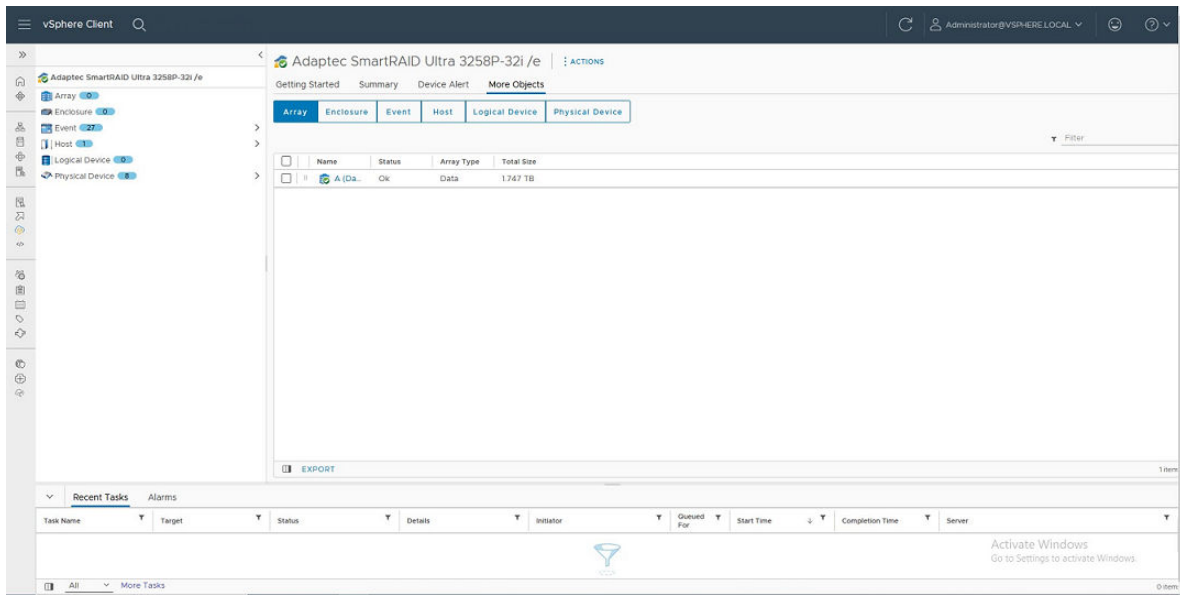 vSphere Client
Administrator@VSPHERE.LOCAL
Adaptec SmartRAID Ultra 3258P-32i /e
Array 0
Enclosure 0
Event 27
Host 1
Logical Device 0
Physical Device 8
Adaptec SmartRAID Ultra 3258P-32i /e
ACTIONS
Getting Started Summary Device Alert More Objects
Array Enclosure Event Host Logical Device Physical Device
Filter
Name Status Array Type Total Size
A (Da... Ok Data 1.747 TB
EXPORT
1 item
Recent Tasks Alarms
Task Name Target Status Details Initiator Queued For Start Time Completion Time Server
Activate Windows
Go to Settings to activate Windows.
All More Tasks
0 item